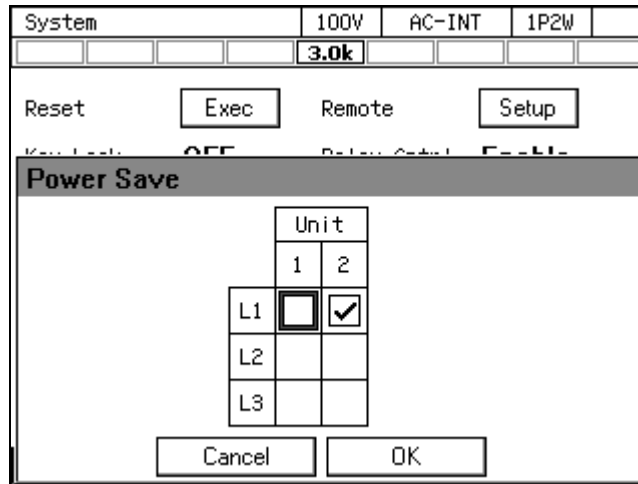 System 100V AC-INT 1P2W
3.0k
Reset Exec Remote Setup
Power Save
Unit
1 2
L1
L2
L3
Cancel OK